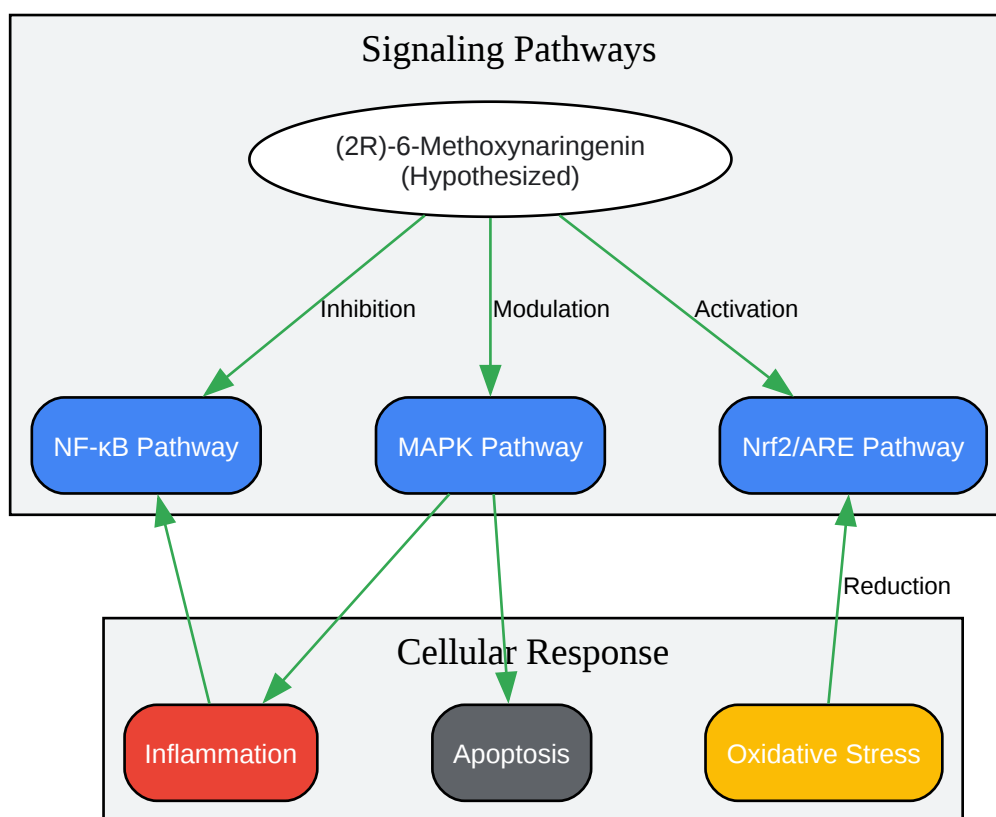 Signaling Pathways
(2R)-6-Methoxynaringenin
(Hypothesized)
Inhibition
Modulation
Activation
NF-κB Pathway
MAPK Pathway
Nrf2/ARE Pathway
Reduction
Cellular Response
Inflammation
Apoptosis
Oxidative Stress